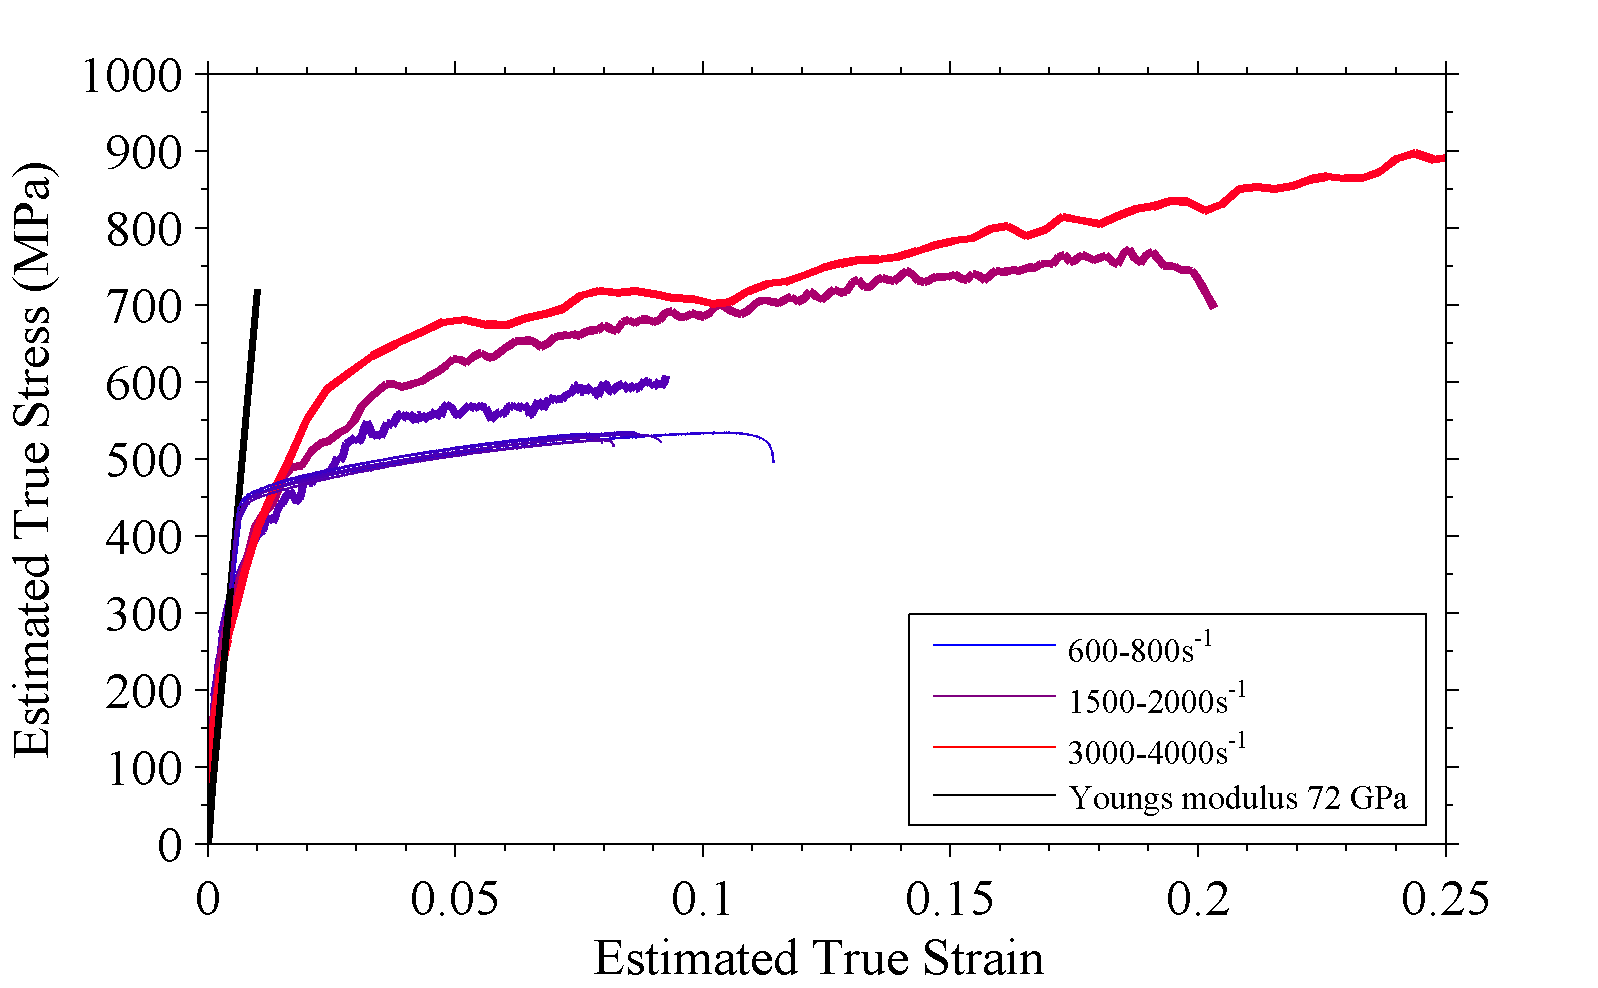 Estimated True Stress (MPa)
1000
900
800
700
600
500
400
300
200
100
0
600-800s-1
1500-2000s-1
3000-4000s-1
Youngs modulus 72 GPa
0 0.05 0.1 0.15 0.2 0.25
Estimated True Strain